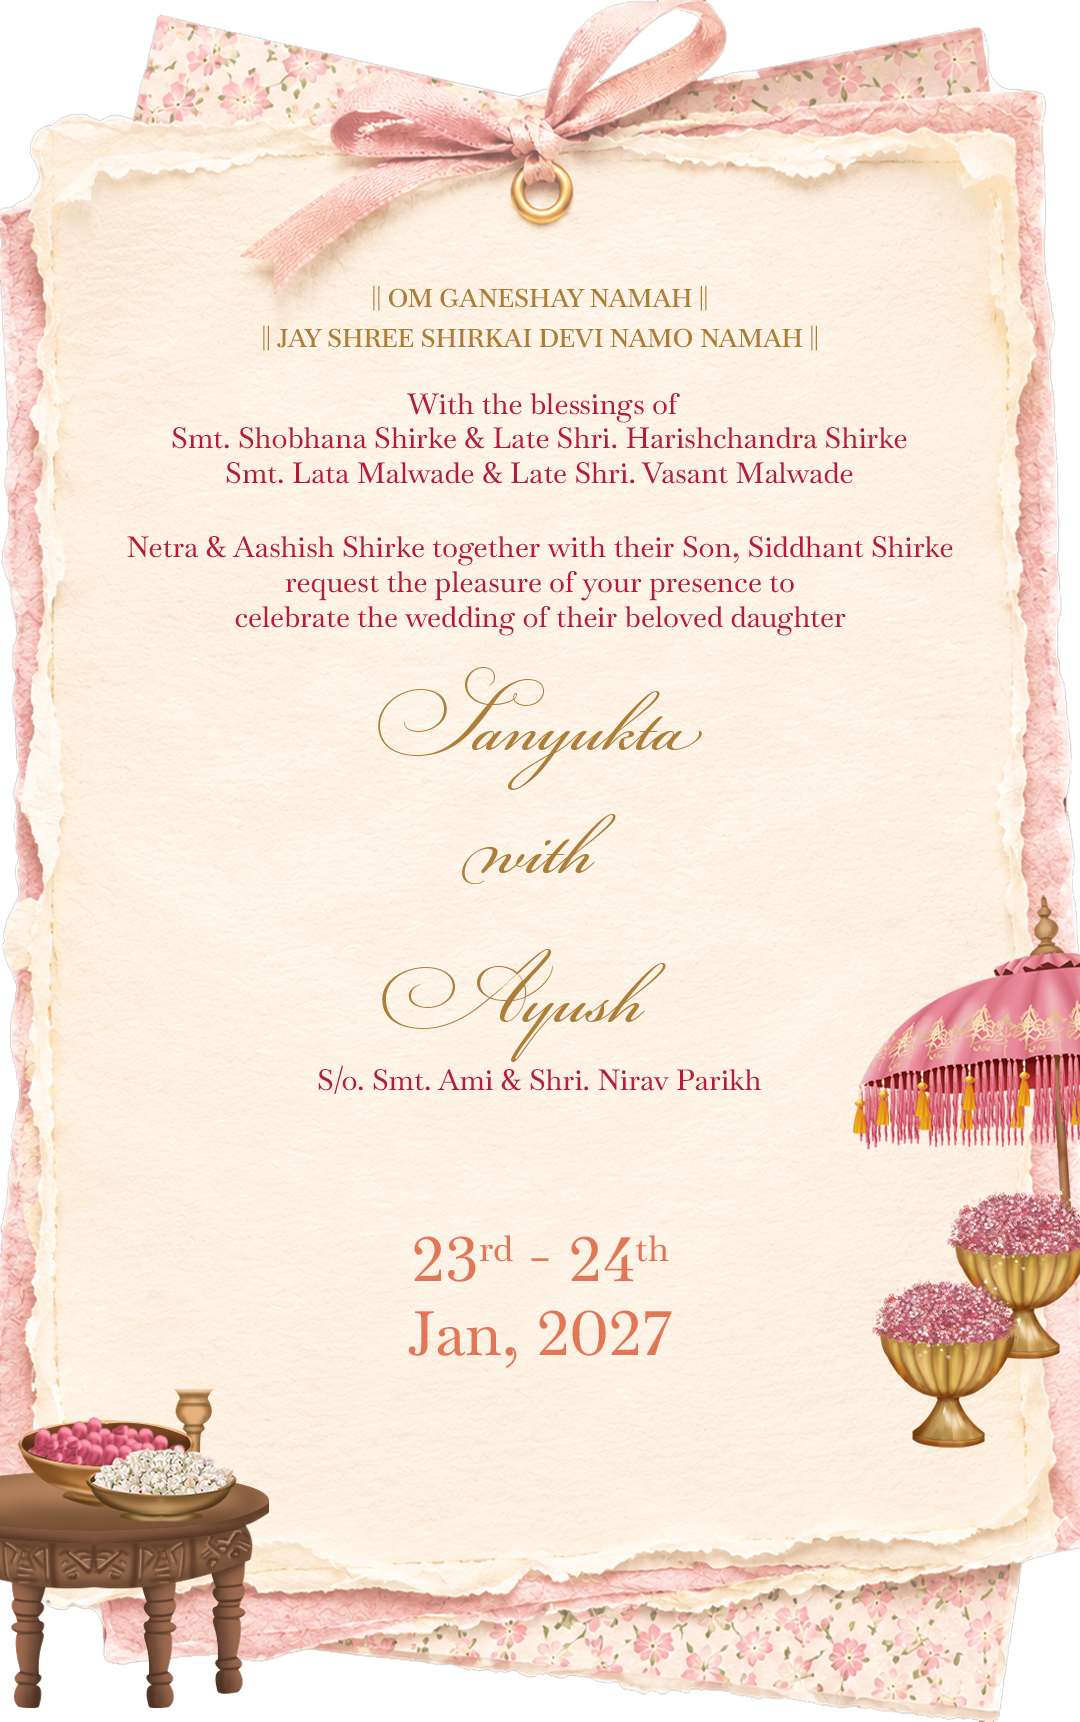 || OM GANESHAY NAMAH ||
|| JAY SHREE SHIRKAI DEVI NAMO NAMAH ||
With the blessings of
Smt. Shobhana Shirke & Late Shri. Harishchandra Shirke
Smt. Lata Malwade & Late Shri. Vasant Malwade
Netra & Aashish Shirke together with their Son, Siddhant Shirke
request the pleasure of your presence to
celebrate the wedding of their beloved daughter
Sanyukta
with
Ayush
S/o. Smt. Ami & Shri. Nirav Parikh
23rd - 24th
Jan, 2027